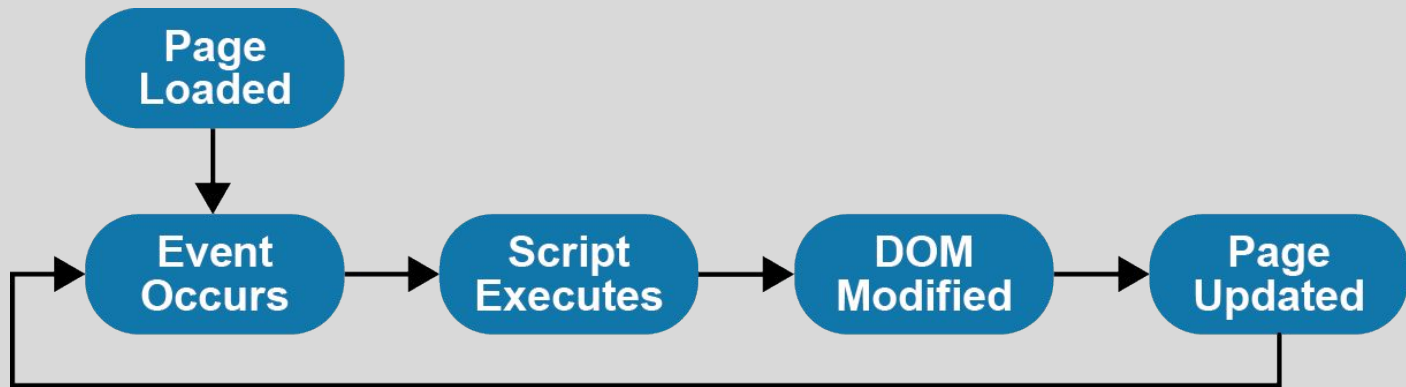 Page
Loaded
Event
Occurs
Script
Executes
DOM
Modified
Page
Updated